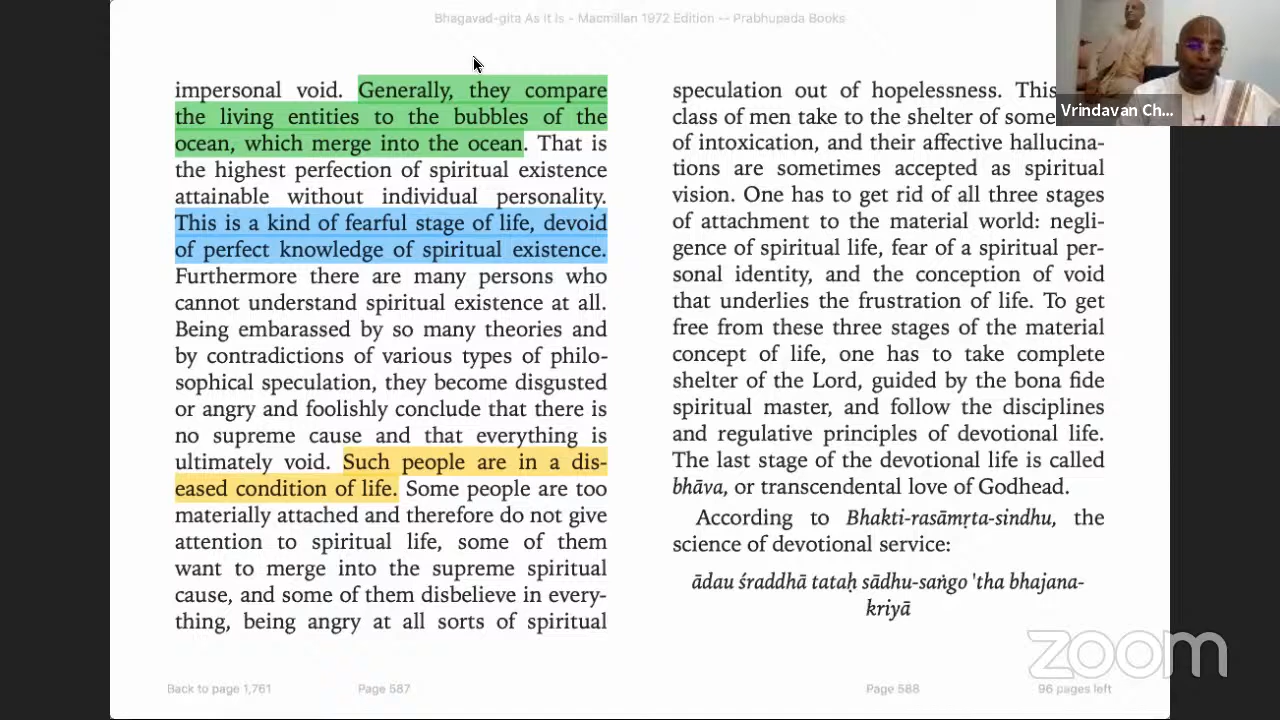 Bhagavad-gita As It Is - Macmillan 1972 Edition -- Prabhupada Books
impersonal void. Generally, they compare
the living entities to the bubbles of the
ocean, which merge into the ocean. That is
the highest perfection of spiritual existence
attainable without individual personality.
This is a kind of fearful stage of life, devoid
of perfect knowledge of spiritual existence.
Furthermore there are many persons who
cannot understand spiritual existence at all.
Being embarassed by so many theories and
by contradictions of various types of philo-
sophical speculation, they become disgusted
or angry and foolishly conclude that there is
no supreme cause and that everything is
ultimately void. Such people are in a dis-
eased condition of life. Some people are too
materially attached and therefore do not give
attention to spiritual life, some of them
want to merge into the supreme spiritual
cause, and some of them disbelieve in every-
thing, being angry at all sorts of spiritual
speculation out of hopelessness. This
class of men take to the shelter of some
of intoxication, and their affective hallucina-
tions are sometimes accepted as spiritual
vision. One has to get rid of all three stages
of attachment to the material world: negli-
gence of spiritual life, fear of a spiritual per-
sonal identity, and the conception of void
that underlies the frustration of life. To get
free from these three stages of the material
concept of life, one has to take complete
shelter of the Lord, guided by the bona fide
spiritual master, and follow the disciplines
and regulative principles of devotional life.
The last stage of the devotional life is called
bhāva, or transcendental love of Godhead.
According to Bhakti-rasāmṛta-sindhu, the
science of devotional service:
ādau śraddhā tataḥ sādhu-saṅgo 'tha bhajana-
kriyā
Back to page 1,761
Page 587
Page 588
96 pages left
Vrindavan Ch...
zoom